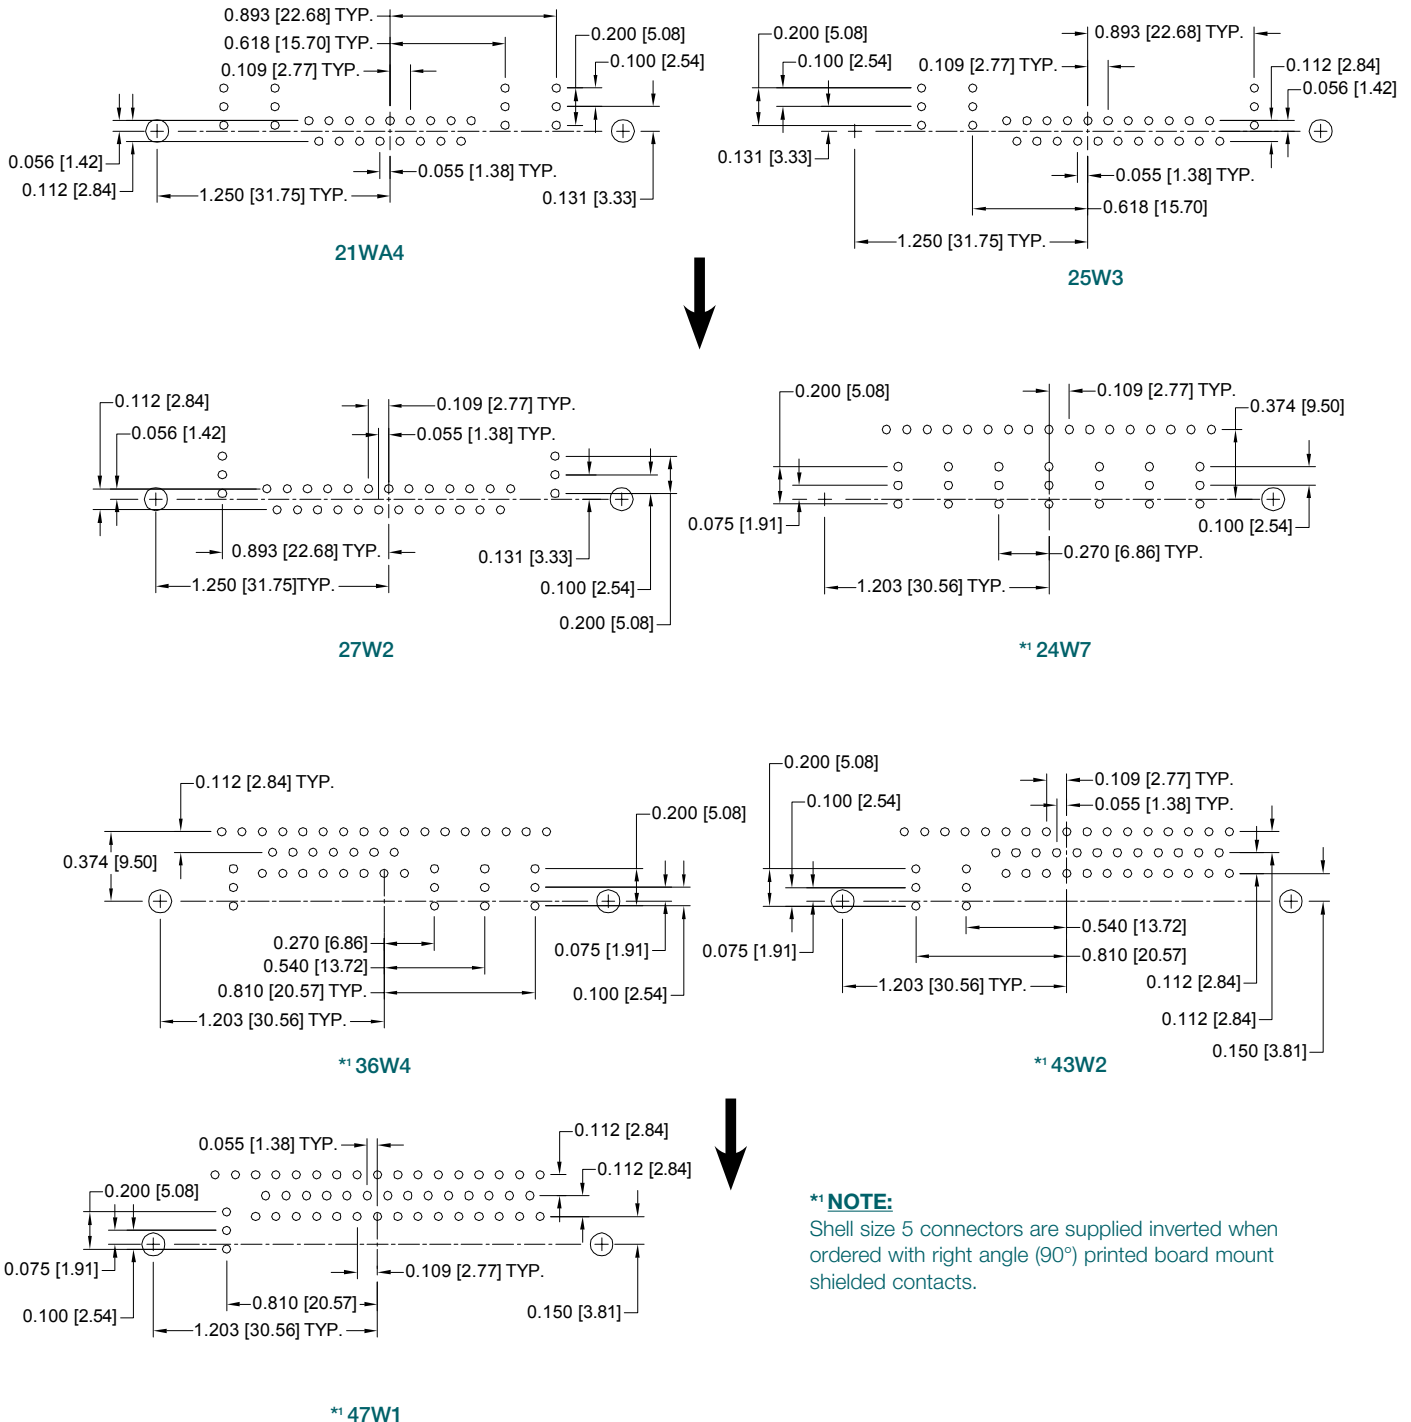 0.893 [22.68] TYP.
0.618 [15.70] TYP.
0.109 [2.77] TYP.
0.200 [5.08]
0.100 [2.54]
0.056 [1.42]
0.112 [2.84]
0.055 [1.38] TYP.
1.250 [31.75] TYP.
0.131 [3.33]
21WA4
0.200 [5.08]
0.100 [2.54]
0.893 [22.68] TYP.
0.109 [2.77] TYP.
0.112 [2.84]
0.056 [1.42]
0.131 [3.33]
0.055 [1.38] TYP.
0.618 [15.70]
1.250 [31.75] TYP.
25W3
0.112 [2.84]
0.109 [2.77] TYP.
0.056 [1.42]
0.055 [1.38] TYP.
0.893 [22.68] TYP.
0.131 [3.33]
1.250 [31.75]TYP.
0.100 [2.54]
0.200 [5.08]
27W2
0.200 [5.08]
0.109 [2.77] TYP.
0.374 [9.50]
0.075 [1.91]
0.100 [2.54]
0.270 [6.86] TYP.
1.203 [30.56] TYP.
*1 24W7
0.112 [2.84] TYP.
0.200 [5.08]
0.374 [9.50]
0.270 [6.86]
0.075 [1.91]
0.540 [13.72]
0.810 [20.57] TYP.
0.100 [2.54]
1.203 [30.56] TYP.
*1 36W4
0.200 [5.08]
0.109 [2.77] TYP.
0.100 [2.54]
0.055 [1.38] TYP.
0.540 [13.72]
0.075 [1.91]
0.810 [20.57]
1.203 [30.56] TYP.
0.112 [2.84]
0.112 [2.84]
0.150 [3.81]
*1 43W2
0.055 [1.38] TYP.
0.112 [2.84]
0.112 [2.84]
0.200 [5.08]
0.075 [1.91]
0.109 [2.77] TYP.
0.100 [2.54]
0.810 [20.57]
0.150 [3.81]
1.203 [30.56] TYP.
*1 47W1
*1 NOTE:
Shell size 5 connectors are supplied inverted when
ordered with right angle (90°) printed board mount
shielded contacts.